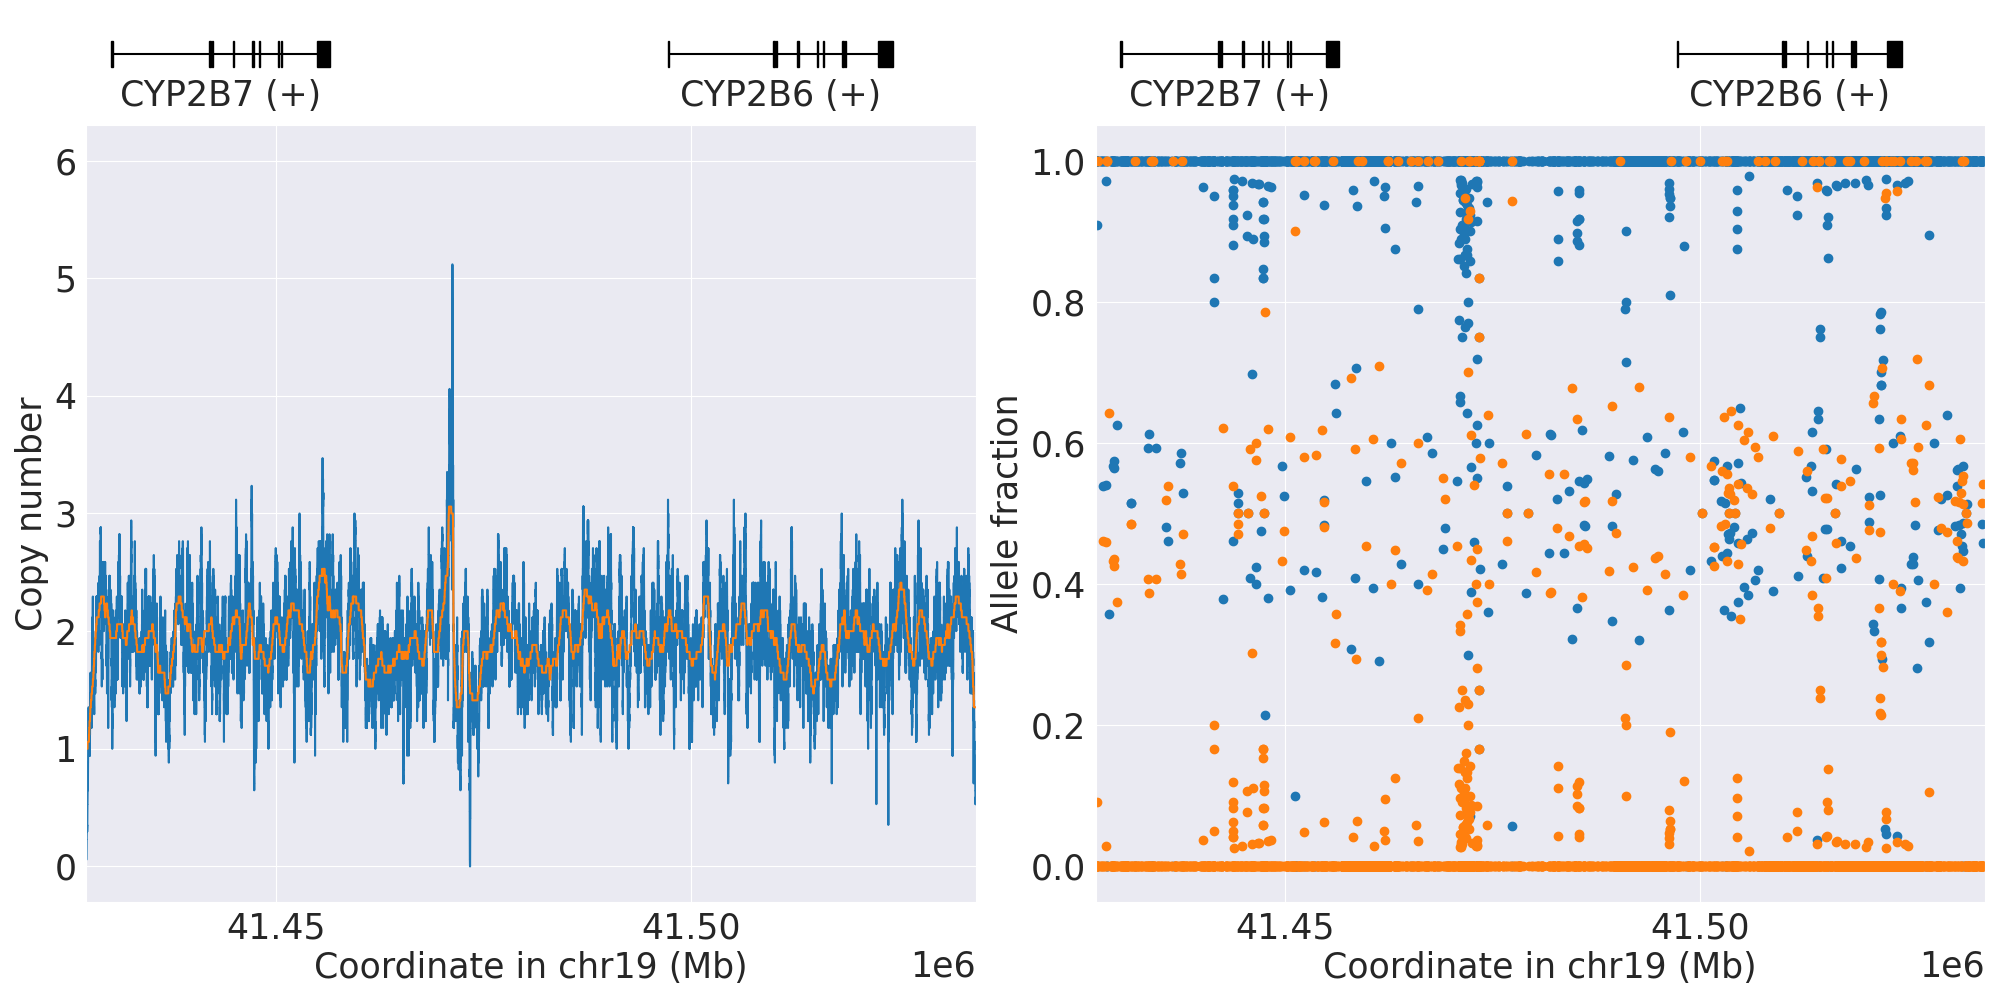 CYP2B7 (+)
CYP2B6 (+)
CYP2B7 (+)
CYP2B6 (+)
6
5
4
3
2
1
0
Copy number
41.45
41.50
Coordinate in chr19 (Mb)
1e6
1.0
0.8
0.6
0.4
0.2
0.0
Allele fraction
41.45
41.50
Coordinate in chr19 (Mb)
1e6